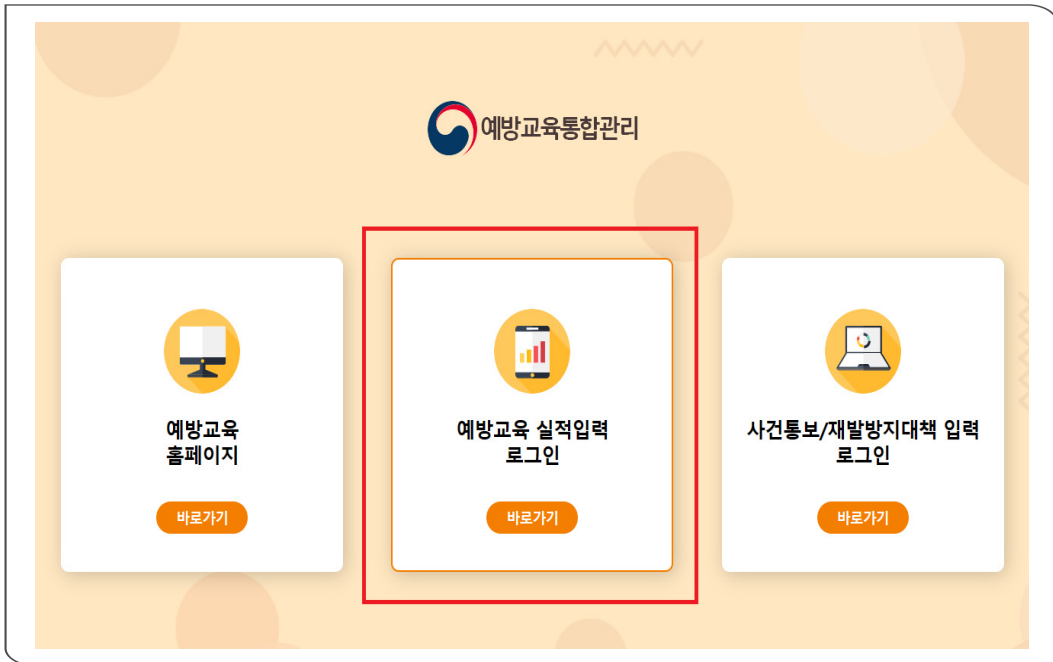 예방교육통합관리
예방교육
홈페이지
바로가기
예방교육 실적입력
로그인
바로가기
사건통보/재발방지대책 입력
로그인
바로가기